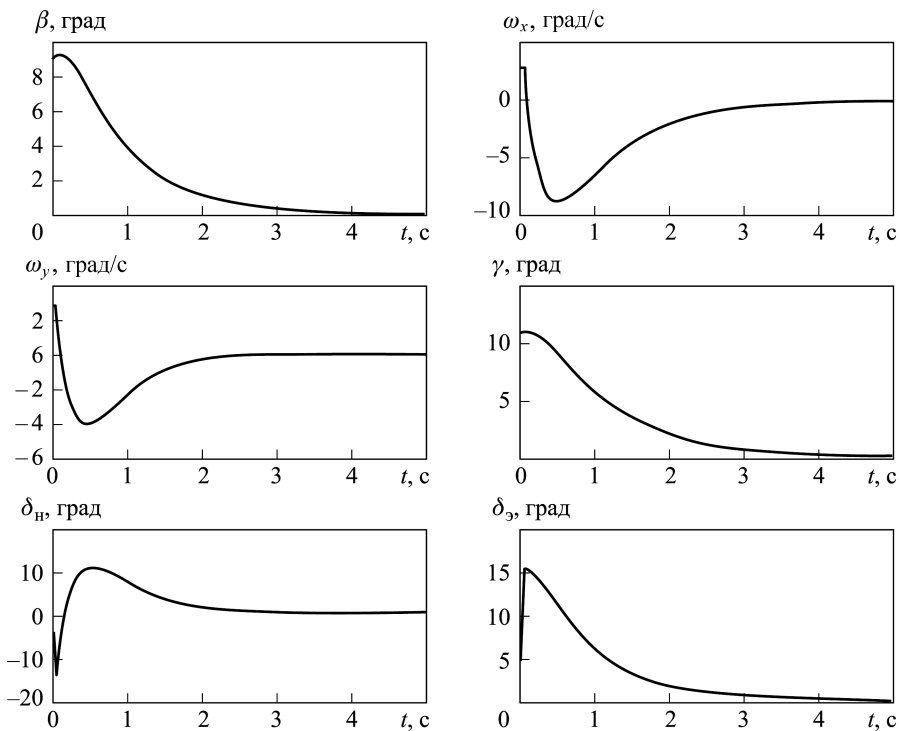 β, град
8
6
4
2
0 1 2 3 4 t, с
ω_x, град/с
0
–5
–10
0 1 2 3 4 t, с
ω_y, град/с
2
6
–2
–4
–6
0 1 2 3 4 t, с
γ, град
10
5
0 1 2 3 4 t, с
δ_н, град
10
0
–10
–20
0 1 2 3 4 t, с
δ_э, град
15
10
5
0 1 2 3 4 t, с